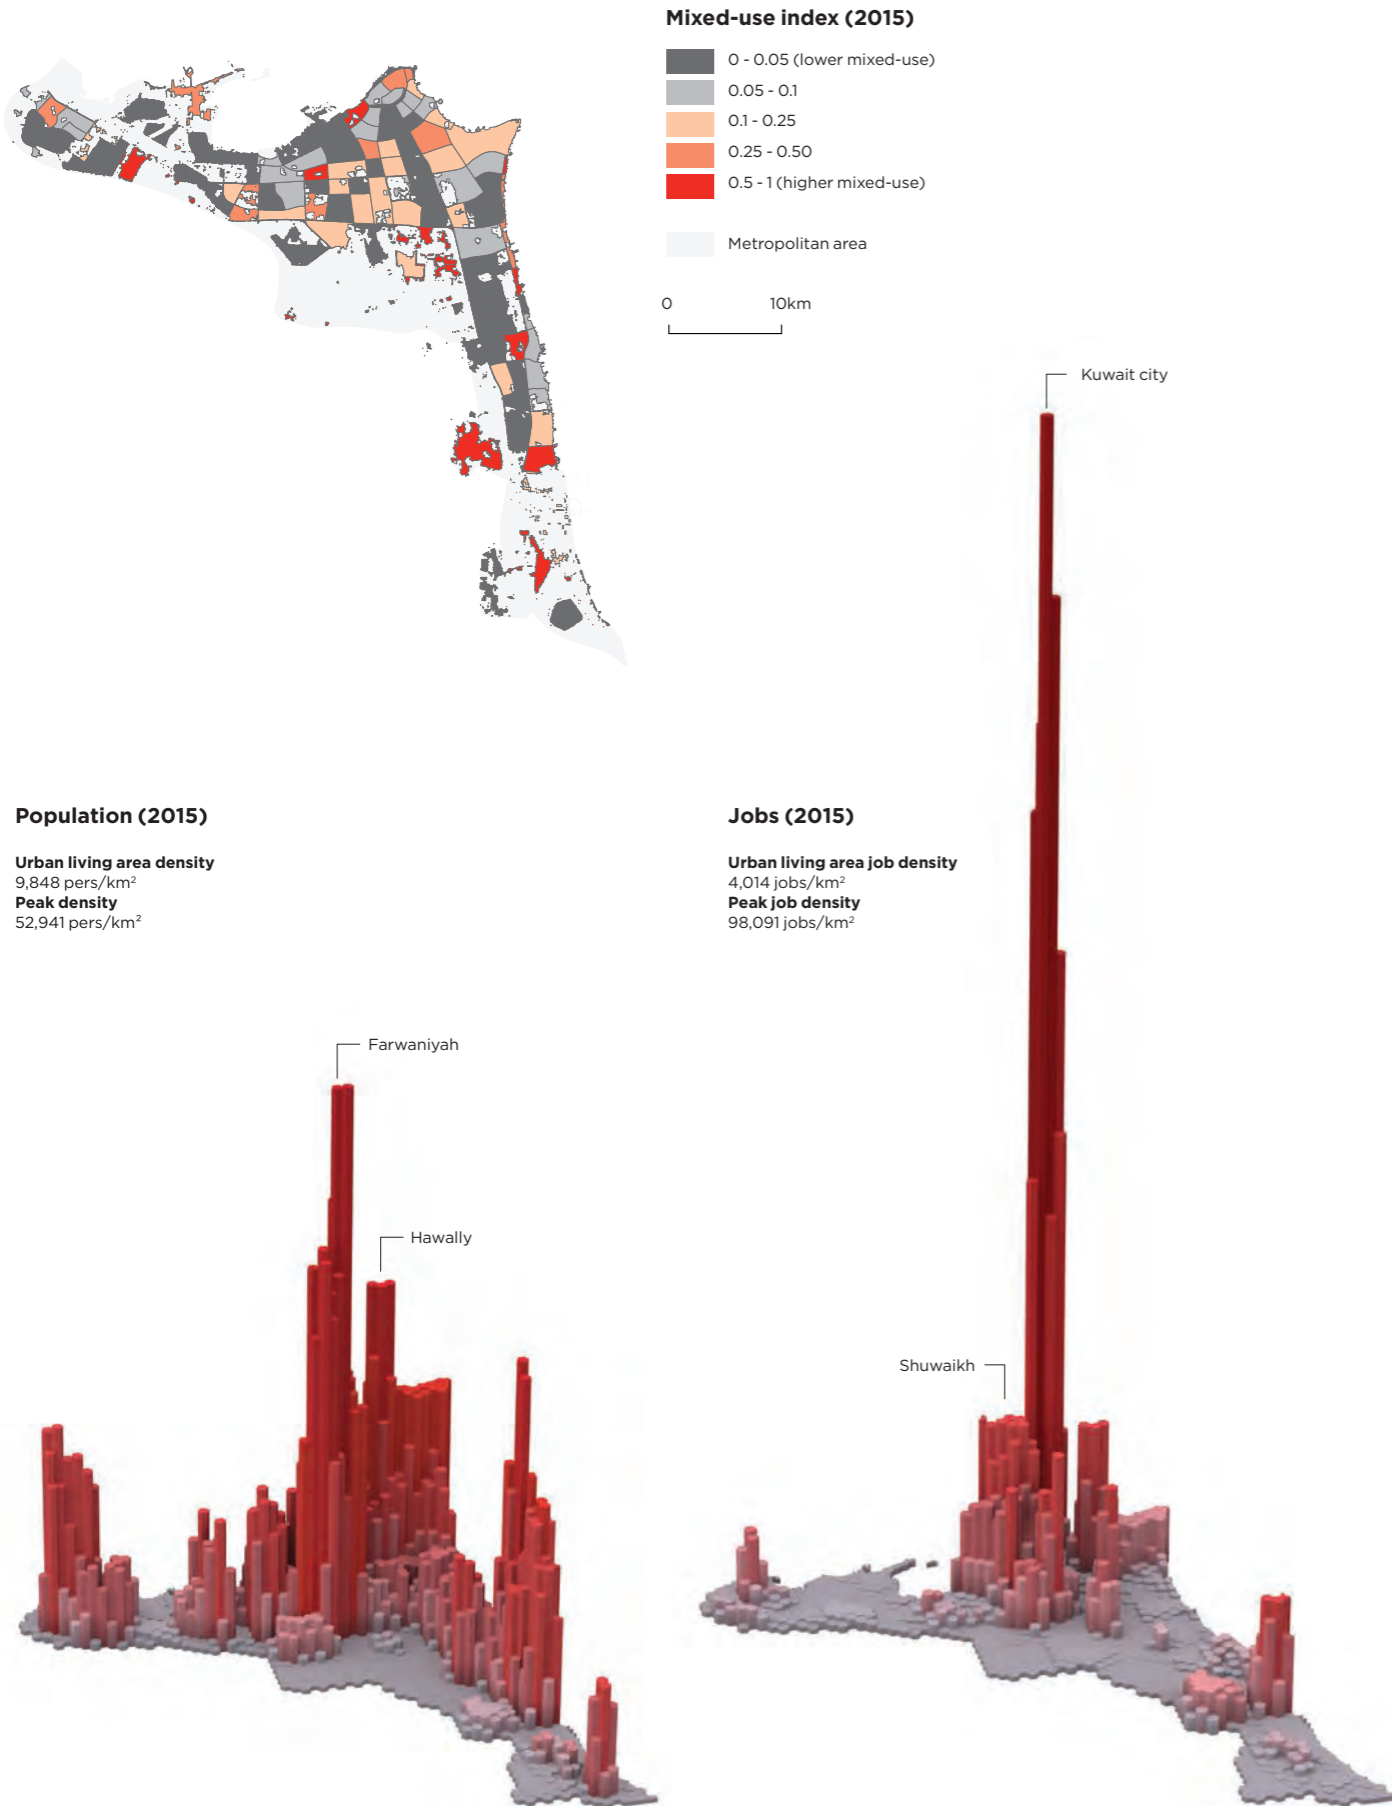 Mixed-use index (2015)
0 - 0.05 (lower mixed-use)
0.05 - 0.1
0.1 - 0.25
0.25 - 0.50
0.5 - 1 (higher mixed-use)
Metropolitan area
0 10km
Kuwait city
Population (2015)
Urban living area density
9,848 pers/km²
Peak density
52,941 pers/km²
Jobs (2015)
Urban living area job density
4,014 jobs/km²
Peak job density
98,091 jobs/km²
Farwaniyah
Hawally
Shuwaikh